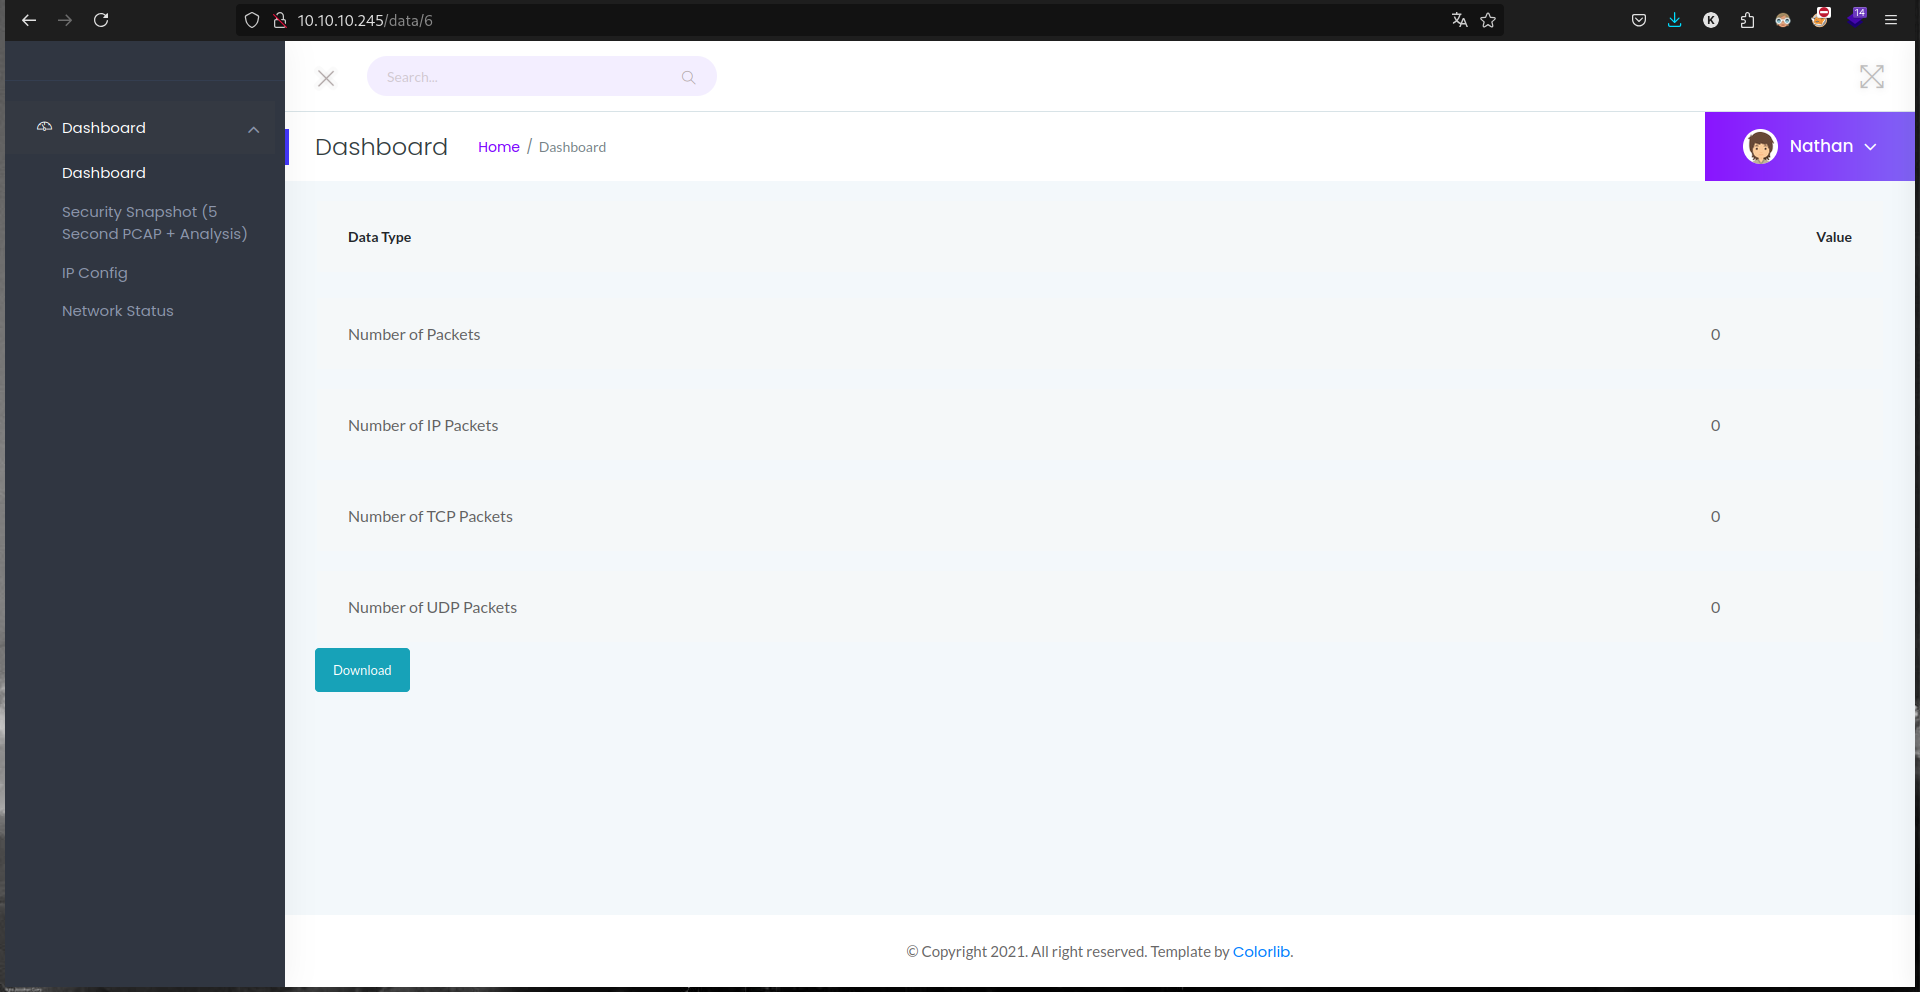 10.10.10.245/data/6
K
14
Search...
Dashboard
Dashboard
Security Snapshot (5
Second PCAP + Analysis)
IP Config
Network Status
Dashboard
Home / Dashboard
Nathan
Data Type Value
Number of Packets 0
Number of IP Packets 0
Number of TCP Packets 0
Number of UDP Packets 0
Download
© Copyright 2021. All right reserved. Template by Colorlib.